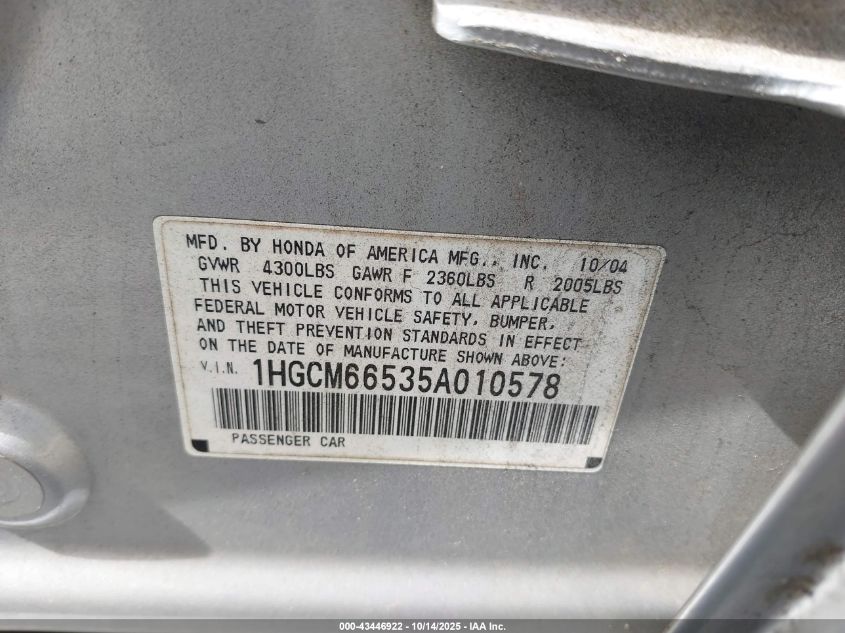 MFD. BY HONDA OF AMERICA MFG., INC. 10/04
GVWR 4300LBS GAWR F 2360LBS R 2005LBS
THIS VEHICLE CONFORMS TO ALL APPLICABLE
FEDERAL MOTOR VEHICLE SAFETY, BUMPER,
AND THEFT PREVENTION STANDARDS IN EFFECT
ON THE DATE OF MANUFACTURE SHOWN ABOVE:
V.I.N. 1HGCM66535A010578
PASSENGER CAR
000-43446922 - 10/14/2025 - IAA Inc.